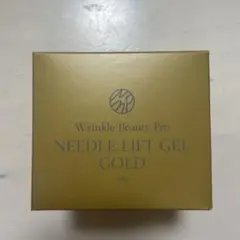 Wrinkle Beauty Pro
NEEDLE LIFT GEL
GOLD